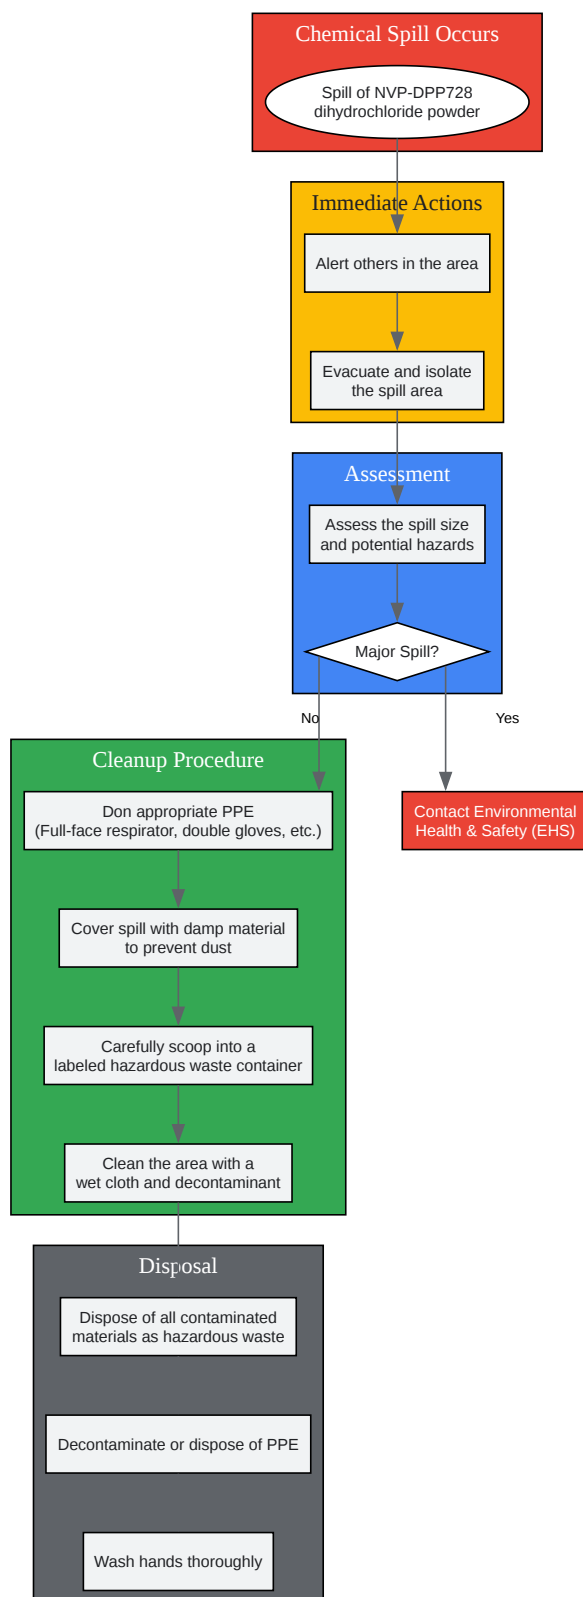 Chemical Spill Occurs
Spill of NVP-DPP728
dihydrochloride powder
Immediate Actions
Alert others in the area
Evacuate and isolate
the spill area
Assessment
Assess the spill size
and potential hazards
Major Spill?
No
Yes
Cleanup Procedure
Don appropriate PPE
(Full-face respirator, double gloves, etc.)
Contact Environmental
Health & Safety (EHS)
Cover spill with damp material
to prevent dust
Carefully scoop into a
labeled hazardous waste container
Clean the area with a
wet cloth and decontaminant
Disposal
Dispose of all contaminated
materials as hazardous waste
Decontaminate or dispose of PPE
Wash hands thoroughly